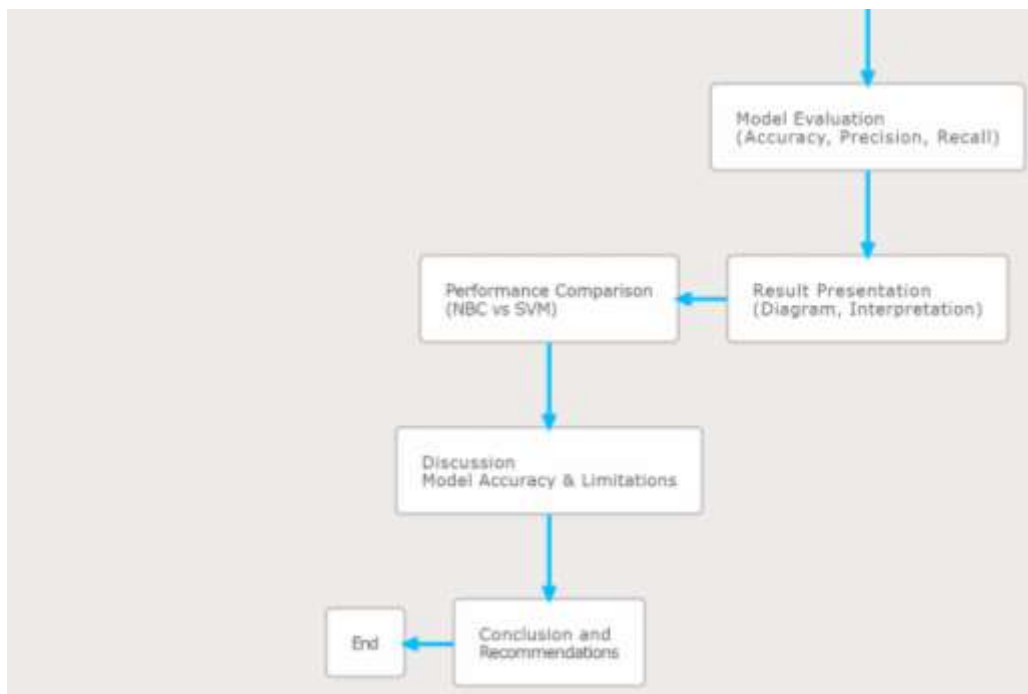 Model Evaluation
(Accuracy, Precision, Recall)
Result Presentation
(Diagram, Interpretation)
Performance Comparison
(NBC vs SVM)
Discussion
Model Accuracy & Limitations
Conclusion and
Recommendations
End